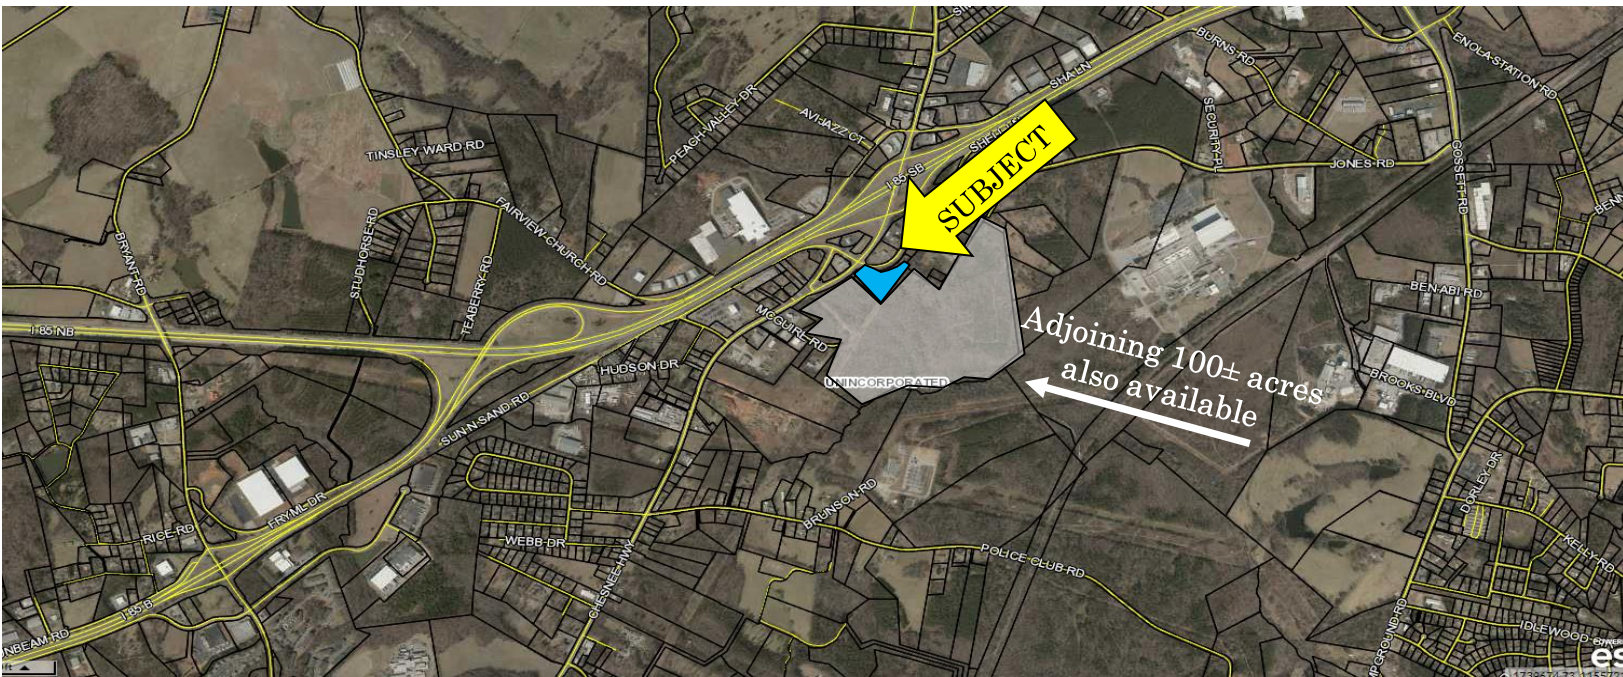 BURNS RD
ENOLA STATION RD
SHA LN
PEACH VALLEY DR
AVIJAZZ CT
SECURITY PL
TINSLEY WARD RD
SUBJECT
JONES RD
I 85 SB
GOSSETT RD
FAIRVIEW CHURCH RD
STUDHORSE RD
BRYANT RD
TEABERRY RD
BEN ABI RD
I 85 NB
MCGUIRE RD
Adjoining 100± acres
also available
HUDSON DR
UNINCORPORATED
BROOKS BLVD
SUN N SAND RD
DORLEY DR
BRUNSON RD
FRYML DR
RICE RD
WEBB DR
POLICE CLUB RD
KELLY RD
CHESNEE HWY
I 85 B
IDLEWOOD